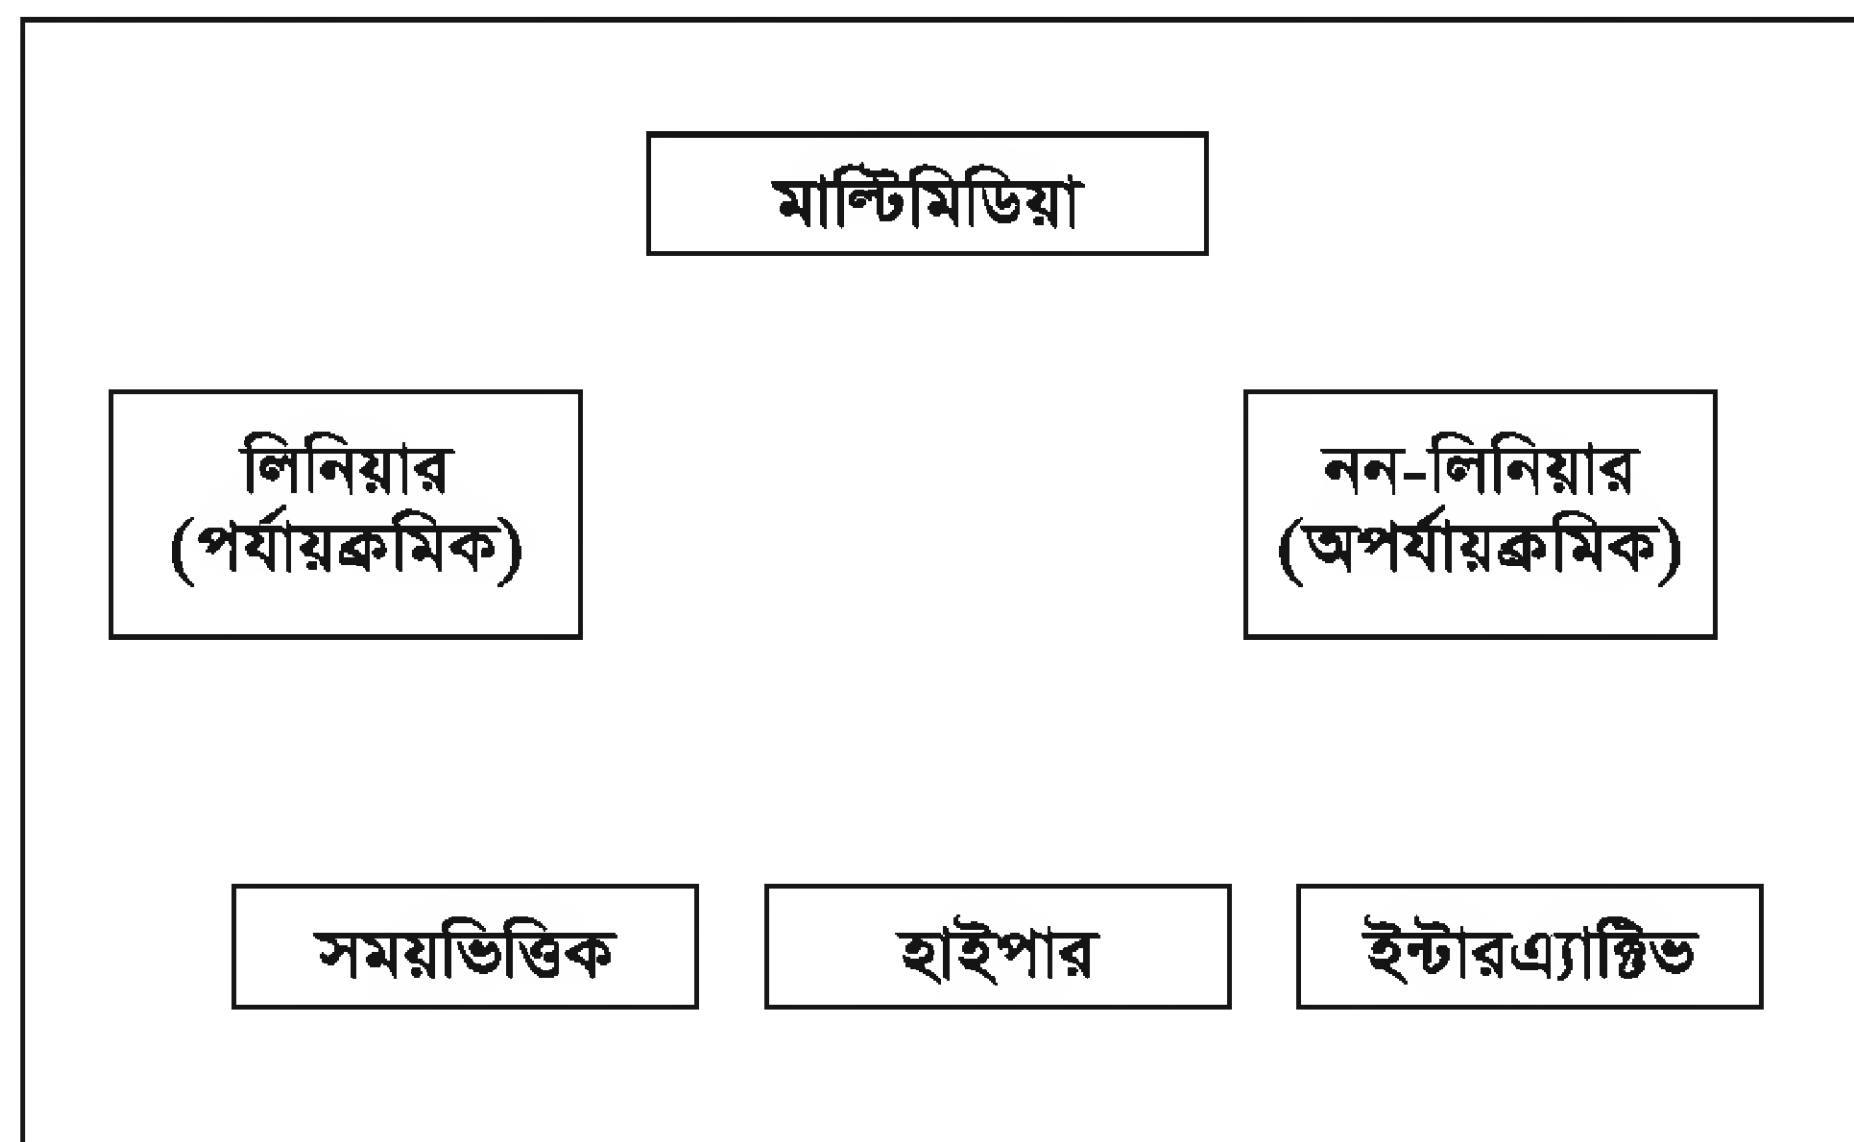 মাল্টিমিডিয়া
লিনিয়ার
(পর্যায়ক্রমিক)
নন-লিনিয়ার
(অপর্যায়ক্রমিক)
সময়ভিত্তিক
হাইপার
ইন্টারএ্যাক্টিভ